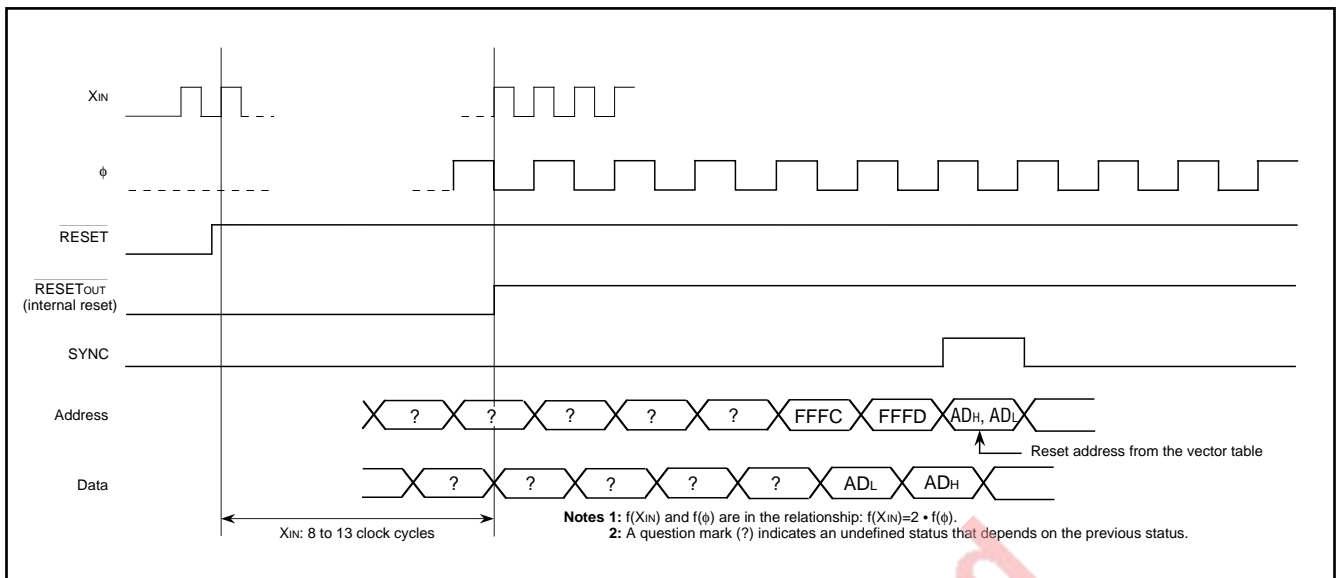 XIN
ϕ
RESET
RESETOUT
(internal reset)
SYNC
Address
? ? ? ? ? FFFC FFFD ADH, ADL
Reset address from the vector table
Data
? ? ? ? ? ADL ADH
XIN: 8 to 13 clock cycles
Notes 1: f(XIN) and f(ϕ) are in the relationship: f(XIN)=2 • f(ϕ).
2: A question mark (?) indicates an undefined status that depends on the previous status.